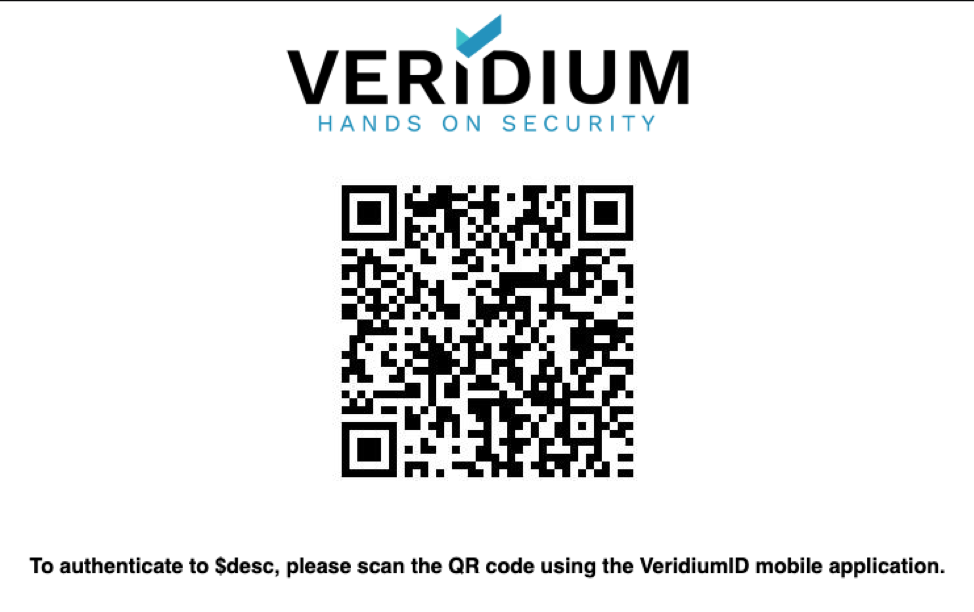 VERIDIUM
HANDS ON SECURITY
To authenticate to $desc, please scan the QR code using the VeridiumID mobile application.